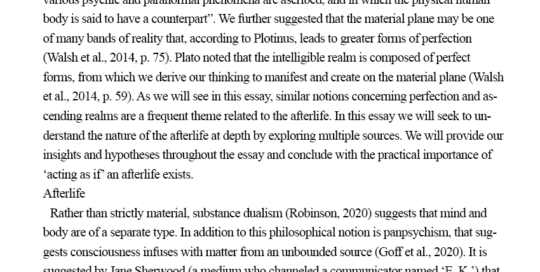 various psychic and paranormal phenomena are ascribed, and in which the physical human
body is said to have a counterpart”. We further suggested that the material plane may be one
of many bands of reality that, according to Plotinus, leads to greater forms of perfection
(Walsh et al., 2014, p. 75). Plato noted that the intelligible realm is composed of perfect
forms, from which we derive our thinking to manifest and create on the material plane (Walsh
et al., 2014, p. 59). As we will see in this essay, similar notions concerning perfection and as-
cending realms are a frequent theme related to the afterlife. In this essay we will seek to un-
derstand the nature of the afterlife at depth by exploring multiple sources. We will provide our
insights and hypotheses throughout the essay and conclude with the practical importance of
‘acting as if’ an afterlife exists.
Afterlife
Rather than strictly material, substance dualism (Robinson, 2020) suggests that mind and
body are of a separate type. In addition to this philosophical notion is panpsychism, that sug-
gests consciousness infuses with matter from an unbounded source (Goff et al., 2020). It is
suggested by Jane Sherwood (a medium who channeled a communicator named ‘E. K.’) that